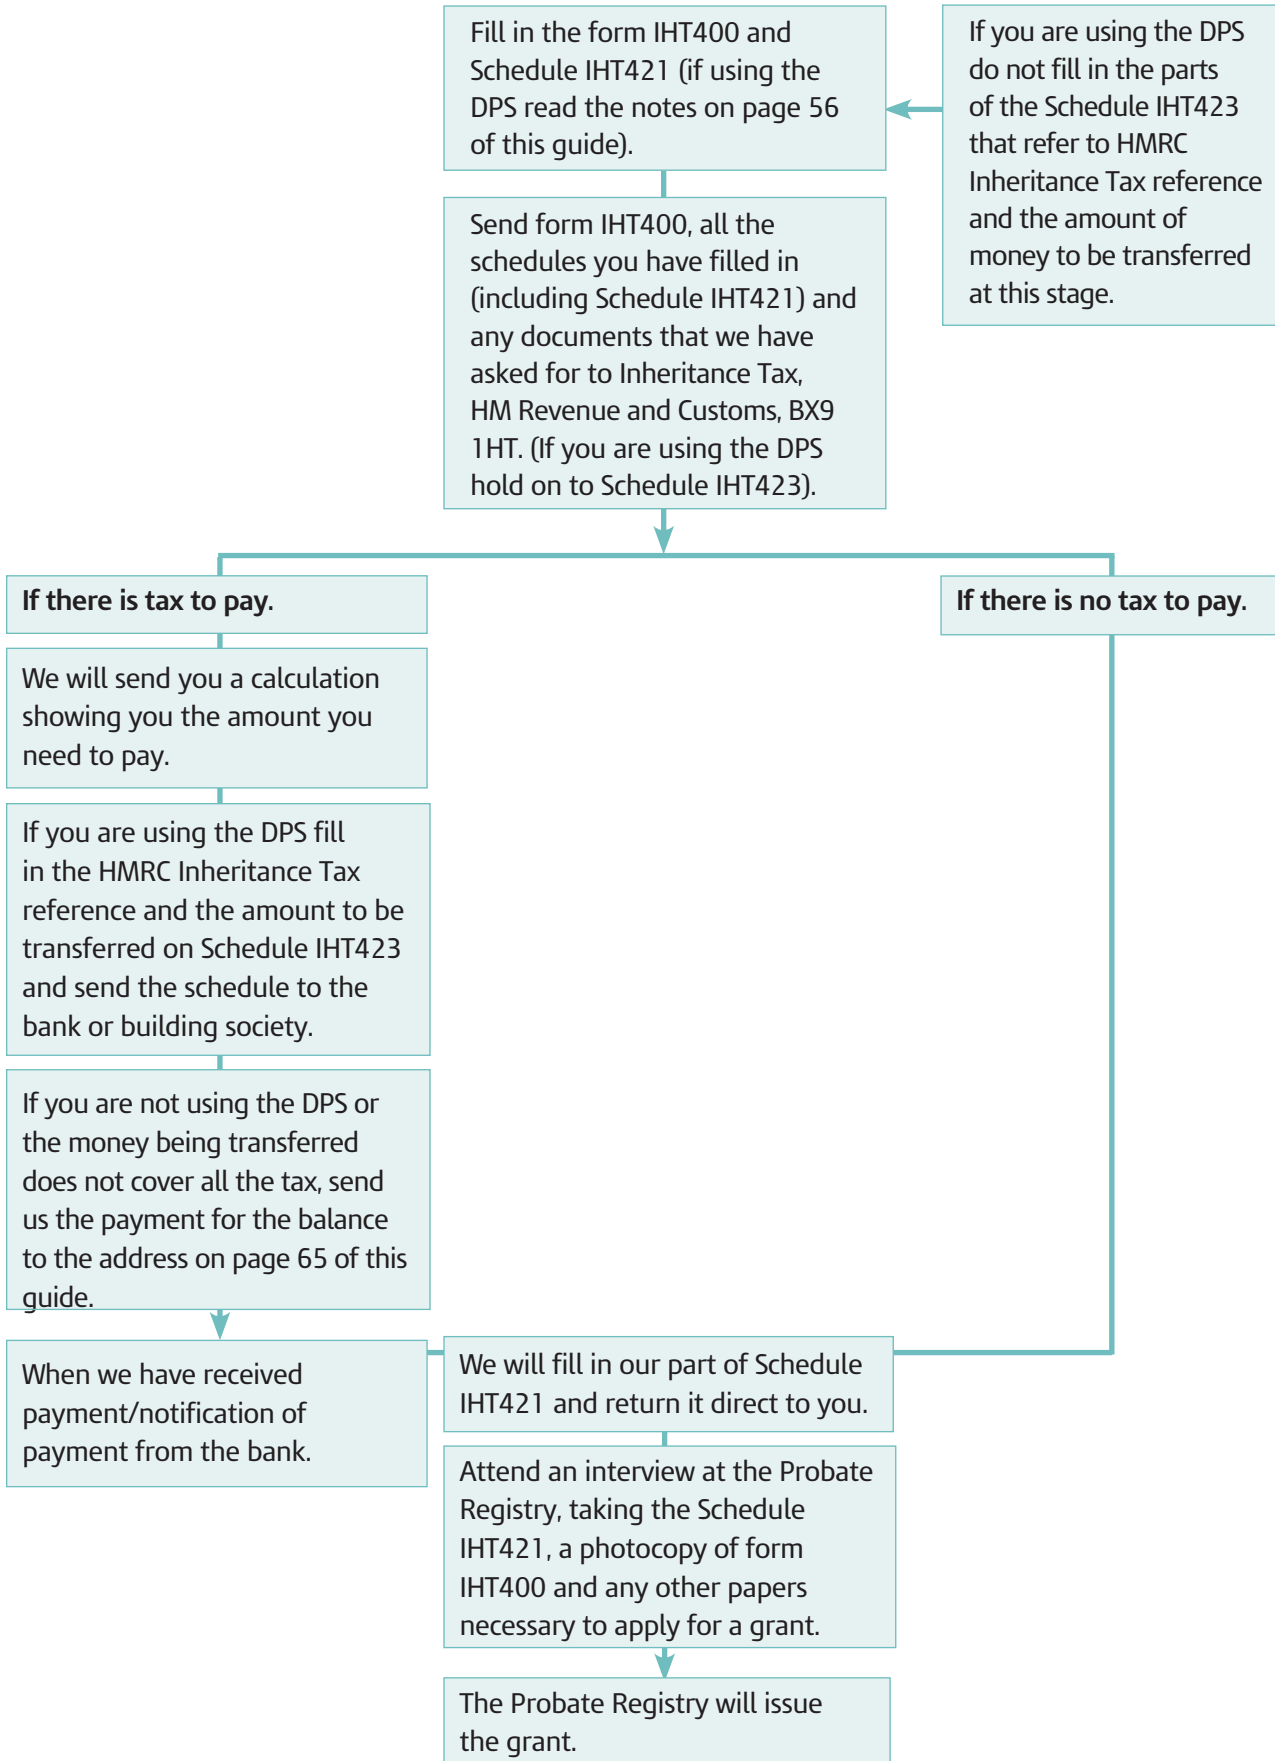 Fill in the form IHT400 and
Schedule IHT421 (if using the
DPS read the notes on page 56
of this guide).
If you are using the DPS
do not fill in the parts
of the Schedule IHT423
that refer to HMRC
Inheritance Tax reference
and the amount of
money to be transferred
at this stage.
Send form IHT400, all the
schedules you have filled in
(including Schedule IHT421) and
any documents that we have
asked for to Inheritance Tax,
HM Revenue and Customs, BX9
1HT. (If you are using the DPS
hold on to Schedule IHT423).
If there is tax to pay.
We will send you a calculation
showing you the amount you
need to pay.
If you are using the DPS fill
in the HMRC Inheritance Tax
reference and the amount to be
transferred on Schedule IHT423
and send the schedule to the
bank or building society.
If you are not using the DPS or
the money being transferred
does not cover all the tax, send
us the payment for the balance
to the address on page 65 of this
guide.
When we have received
payment/notification of
payment from the bank.
If there is no tax to pay.
We will fill in our part of Schedule
IHT421 and return it direct to you.
Attend an interview at the Probate
Registry, taking the Schedule
IHT421, a photocopy of form
IHT400 and any other papers
necessary to apply for a grant.
The Probate Registry will issue
the grant.